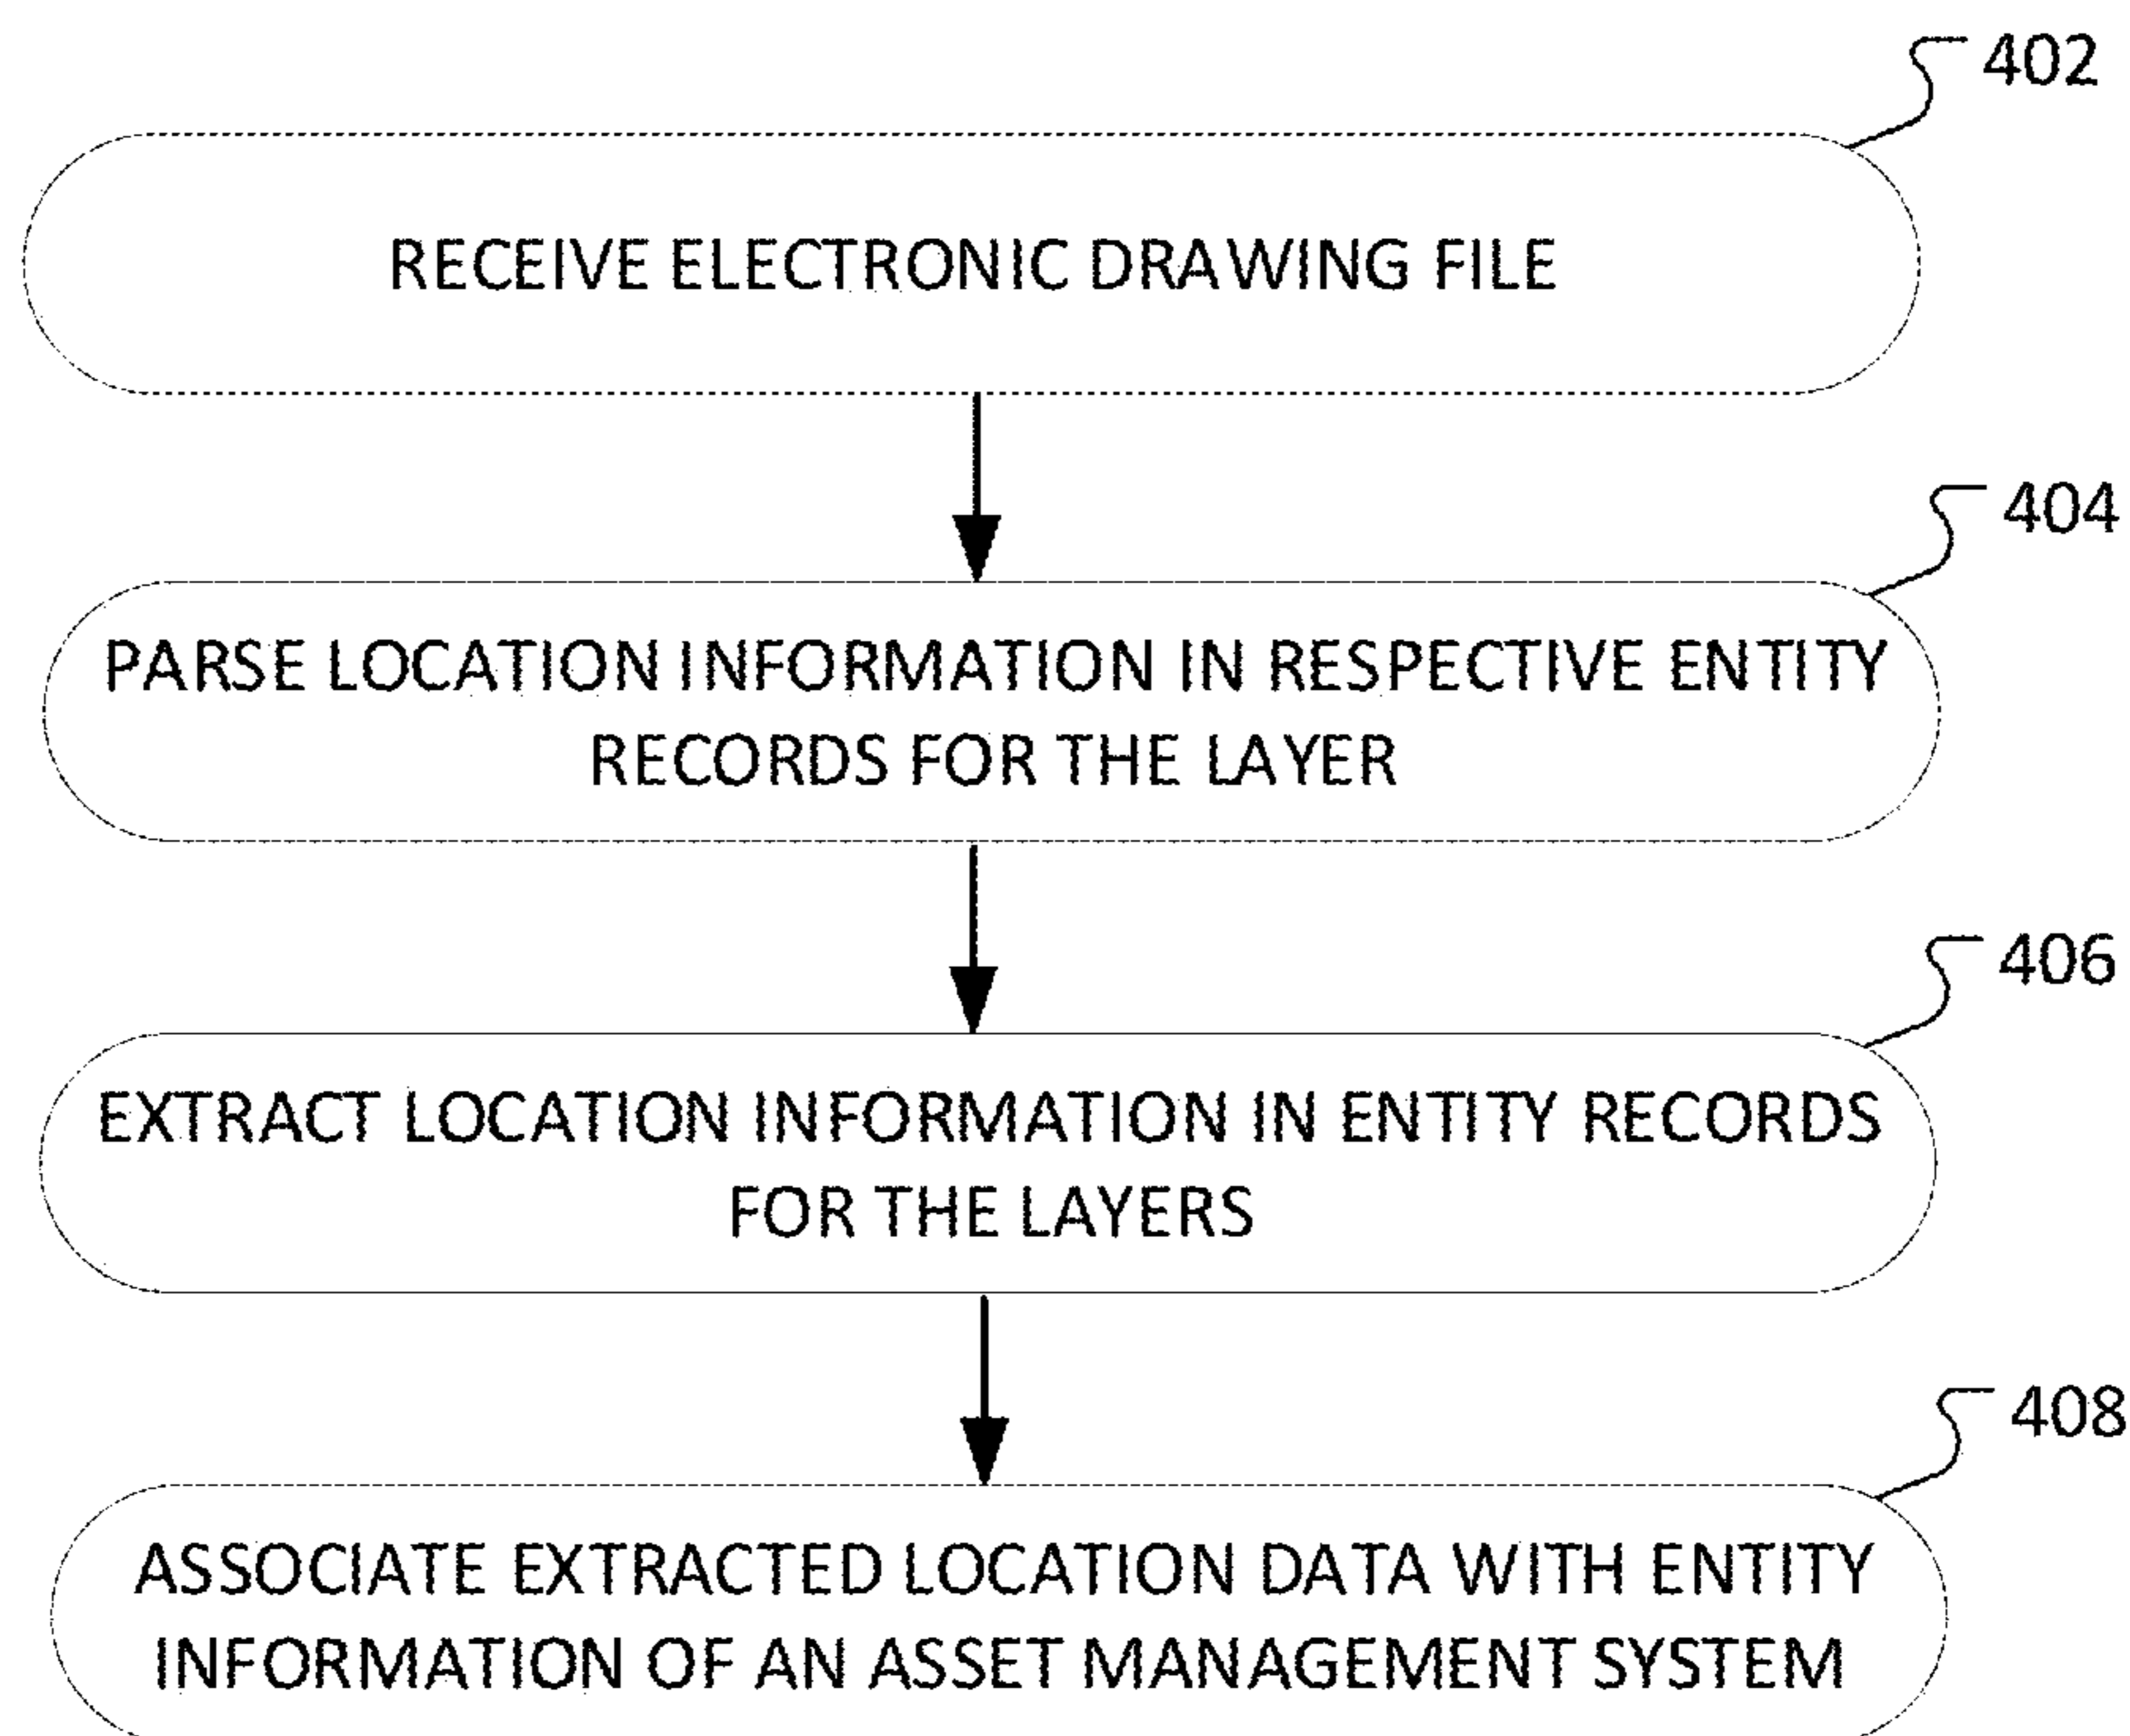 402
RECEIVE ELECTRONIC DRAWING FILE
404
PARSE LOCATION INFORMATION IN RESPECTIVE ENTITY
RECORDS FOR THE LAYER
406
EXTRACT LOCATION INFORMATION IN ENTITY RECORDS
FOR THE LAYERS
408
ASSOCIATE EXTRACTED LOCATION DATA WITH ENTITY
INFORMATION OF AN ASSET MANAGEMENT SYSTEM